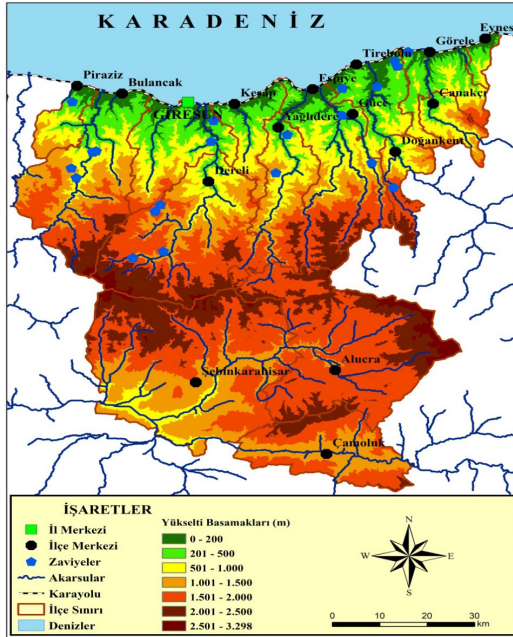 KARADENİZ
Eynes
Görele
Tirebolu
Piraziz
Bulancak
Espiye
Keşap
Çanakçı
GİRESUN
Yağlıdere
Güce
Doğankent
Dereli
Şebinkarahisar
Alucra
Çamoluk
İŞARETLER
İl Merkezi
İlçe Merkezi
Zaviyeler
Akarsular
Karayolu
İlçe Sınırı
Denizler
Yükselti Basamakları (m)
0 - 200
201 - 500
501 - 1.000
1.001 - 1.500
1.501 - 2.000
2.001 - 2.500
2.501 - 3.298
N
W E
S
0 10 20 30
km